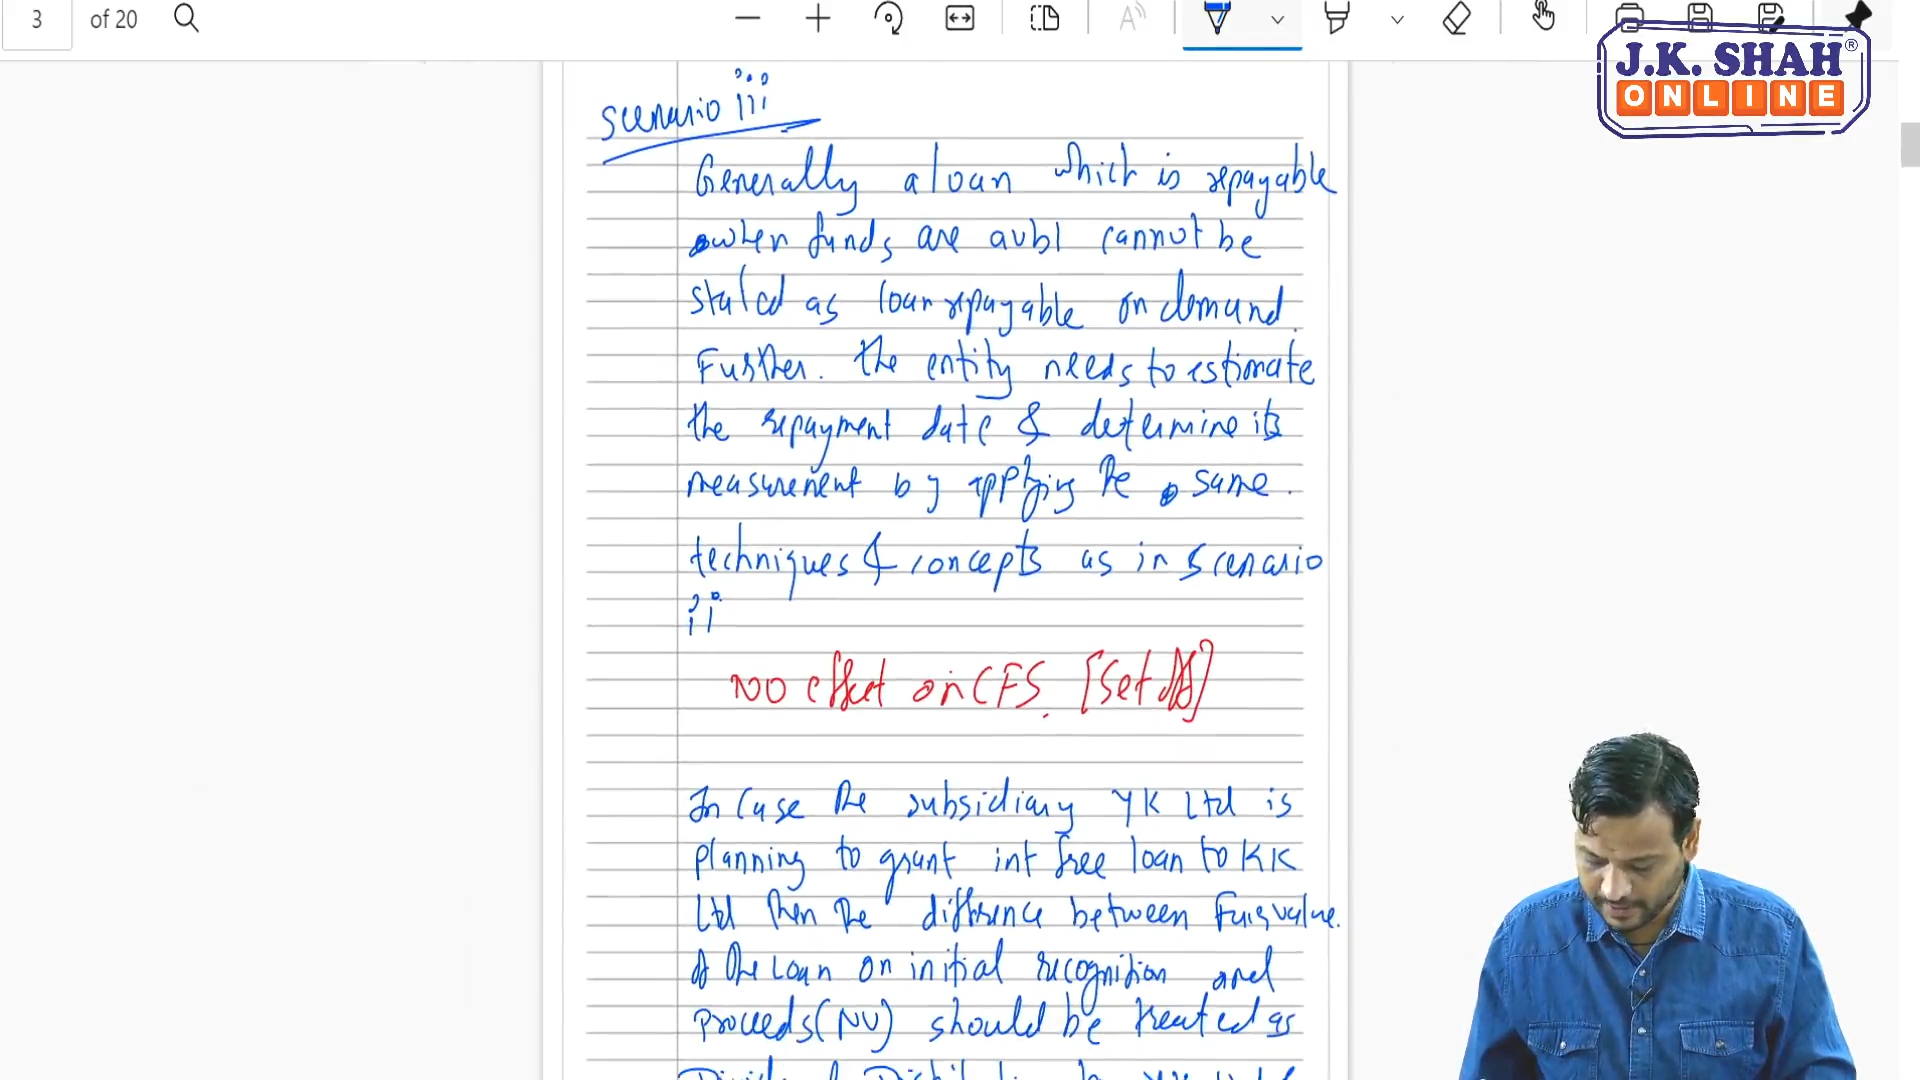 3 of 20
J.K. SHAH®
ONLINE
Scenario iii
Generally a loan which is repayable
when funds are avbl cannot be
stated as loan repayable on demand.
Further. the entity needs to estimate
the repayment date & determine its
measurement by applying the same.
techniques & concepts as in Scenario
ii
NO effect on CFS. [Set off]
In Case the subsidiary YK Ltd is
planning to grant int free loan to KK
Ltd then the difference between Fair value.
of the Loan on initial recognition and
proceeds (NV) should be treated as